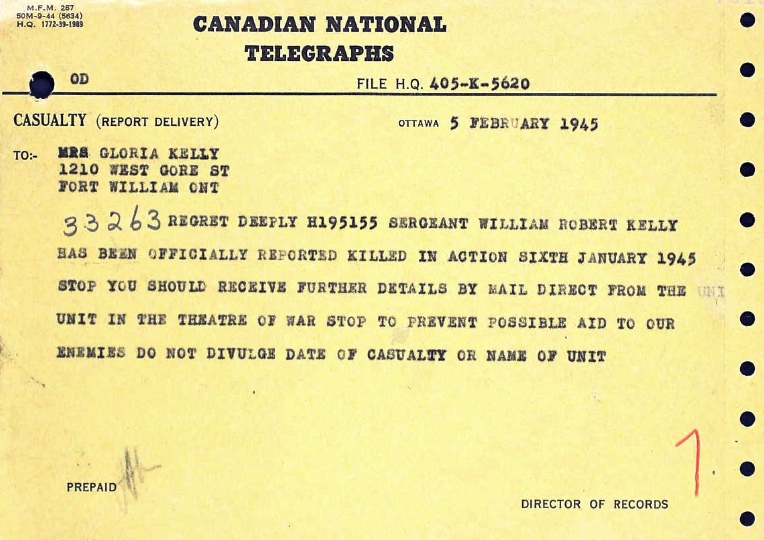 M.F.M. 267
50M-9-44 (5634)
H.Q. 1772-39-1989
CANADIAN NATIONAL
TELEGRAPHS
OD
FILE H.Q. 405-K-5620
CASUALTY (REPORT DELIVERY)
OTTAWA 5 FEBRUARY 1945
TO:- MRS GLORIA KELLY
1210 WEST GORE ST
FORT WILLIAM ONT
33263 REGRET DEEPLY H195155 SERGEANT WILLIAM ROBERT KELLY
HAS BEEN OFFICIALLY REPORTED KILLED IN ACTION SIXTH JANUARY 1945
STOP YOU SHOULD RECEIVE FURTHER DETAILS BY MAIL DIRECT FROM THE UNI
UNIT IN THE THEATRE OF WAR STOP TO PREVENT POSSIBLE AID TO OUR
ENEMIES DO NOT DIVULGE DATE OF CASUALTY OR NAME OF UNIT
PREPAID
DIRECTOR OF RECORDS